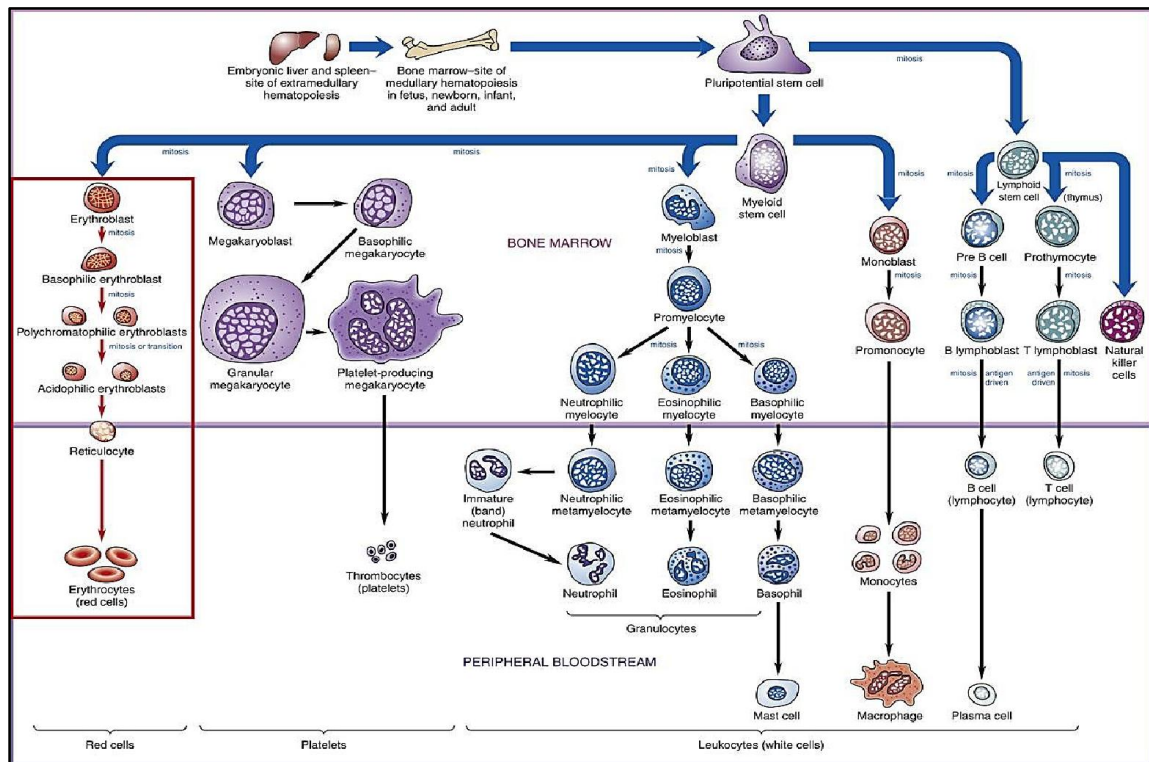 Embryonic liver and spleen–
site of extramedullary
hematopoiesis
Bone marrow–site of
medullary hematopoiesis
in fetus, newborn, infant,
and adult
Pluripotential stem cell
mitosis
mitosis
mitosis
mitosis
mitosis
mitosis
mitosis
Lymphoid
stem cell
(thymus)
Erythroblast
mitosis
Basophilic erythroblast
mitosis
Polychromatophilic erythroblasts
mitosis or transition
Acidophilic erythroblasts
Reticulocyte
Erythrocytes
(red cells)
Megakaryoblast
Basophilic
megakaryocyte
Granular
megakaryocyte
Platelet-producing
megakaryocyte
Thrombocytes
(platelets)
BONE MARROW
Myeloid
stem cell
Myeloblast
mitosis
Promyelocyte
mitosis
mitosis
Neutrophilic
myelocyte
Eosinophilic
myelocyte
Basophilic
myelocyte
Immature
(band)
neutrophil
Neutrophilic
metamyelocyte
Eosinophilic
metamyelocyte
Basophilic
metamyelocyte
Neutrophil
Eosinophil
Basophil
Granulocytes
Mast cell
Monoblast
mitosis
Promonocyte
Monocytes
Macrophage
Pre B cell
mitosis
B lymphoblast
mitosis
antigen
driven
B cell
(lymphocyte)
Plasma cell
Prothymocyte
mitosis
T lymphoblast
antigen
driven
mitosis
T cell
(lymphocyte)
Natural
killer
cells
PERIPHERAL BLOODSTREAM
Red cells
Platelets
Leukocytes (white cells)